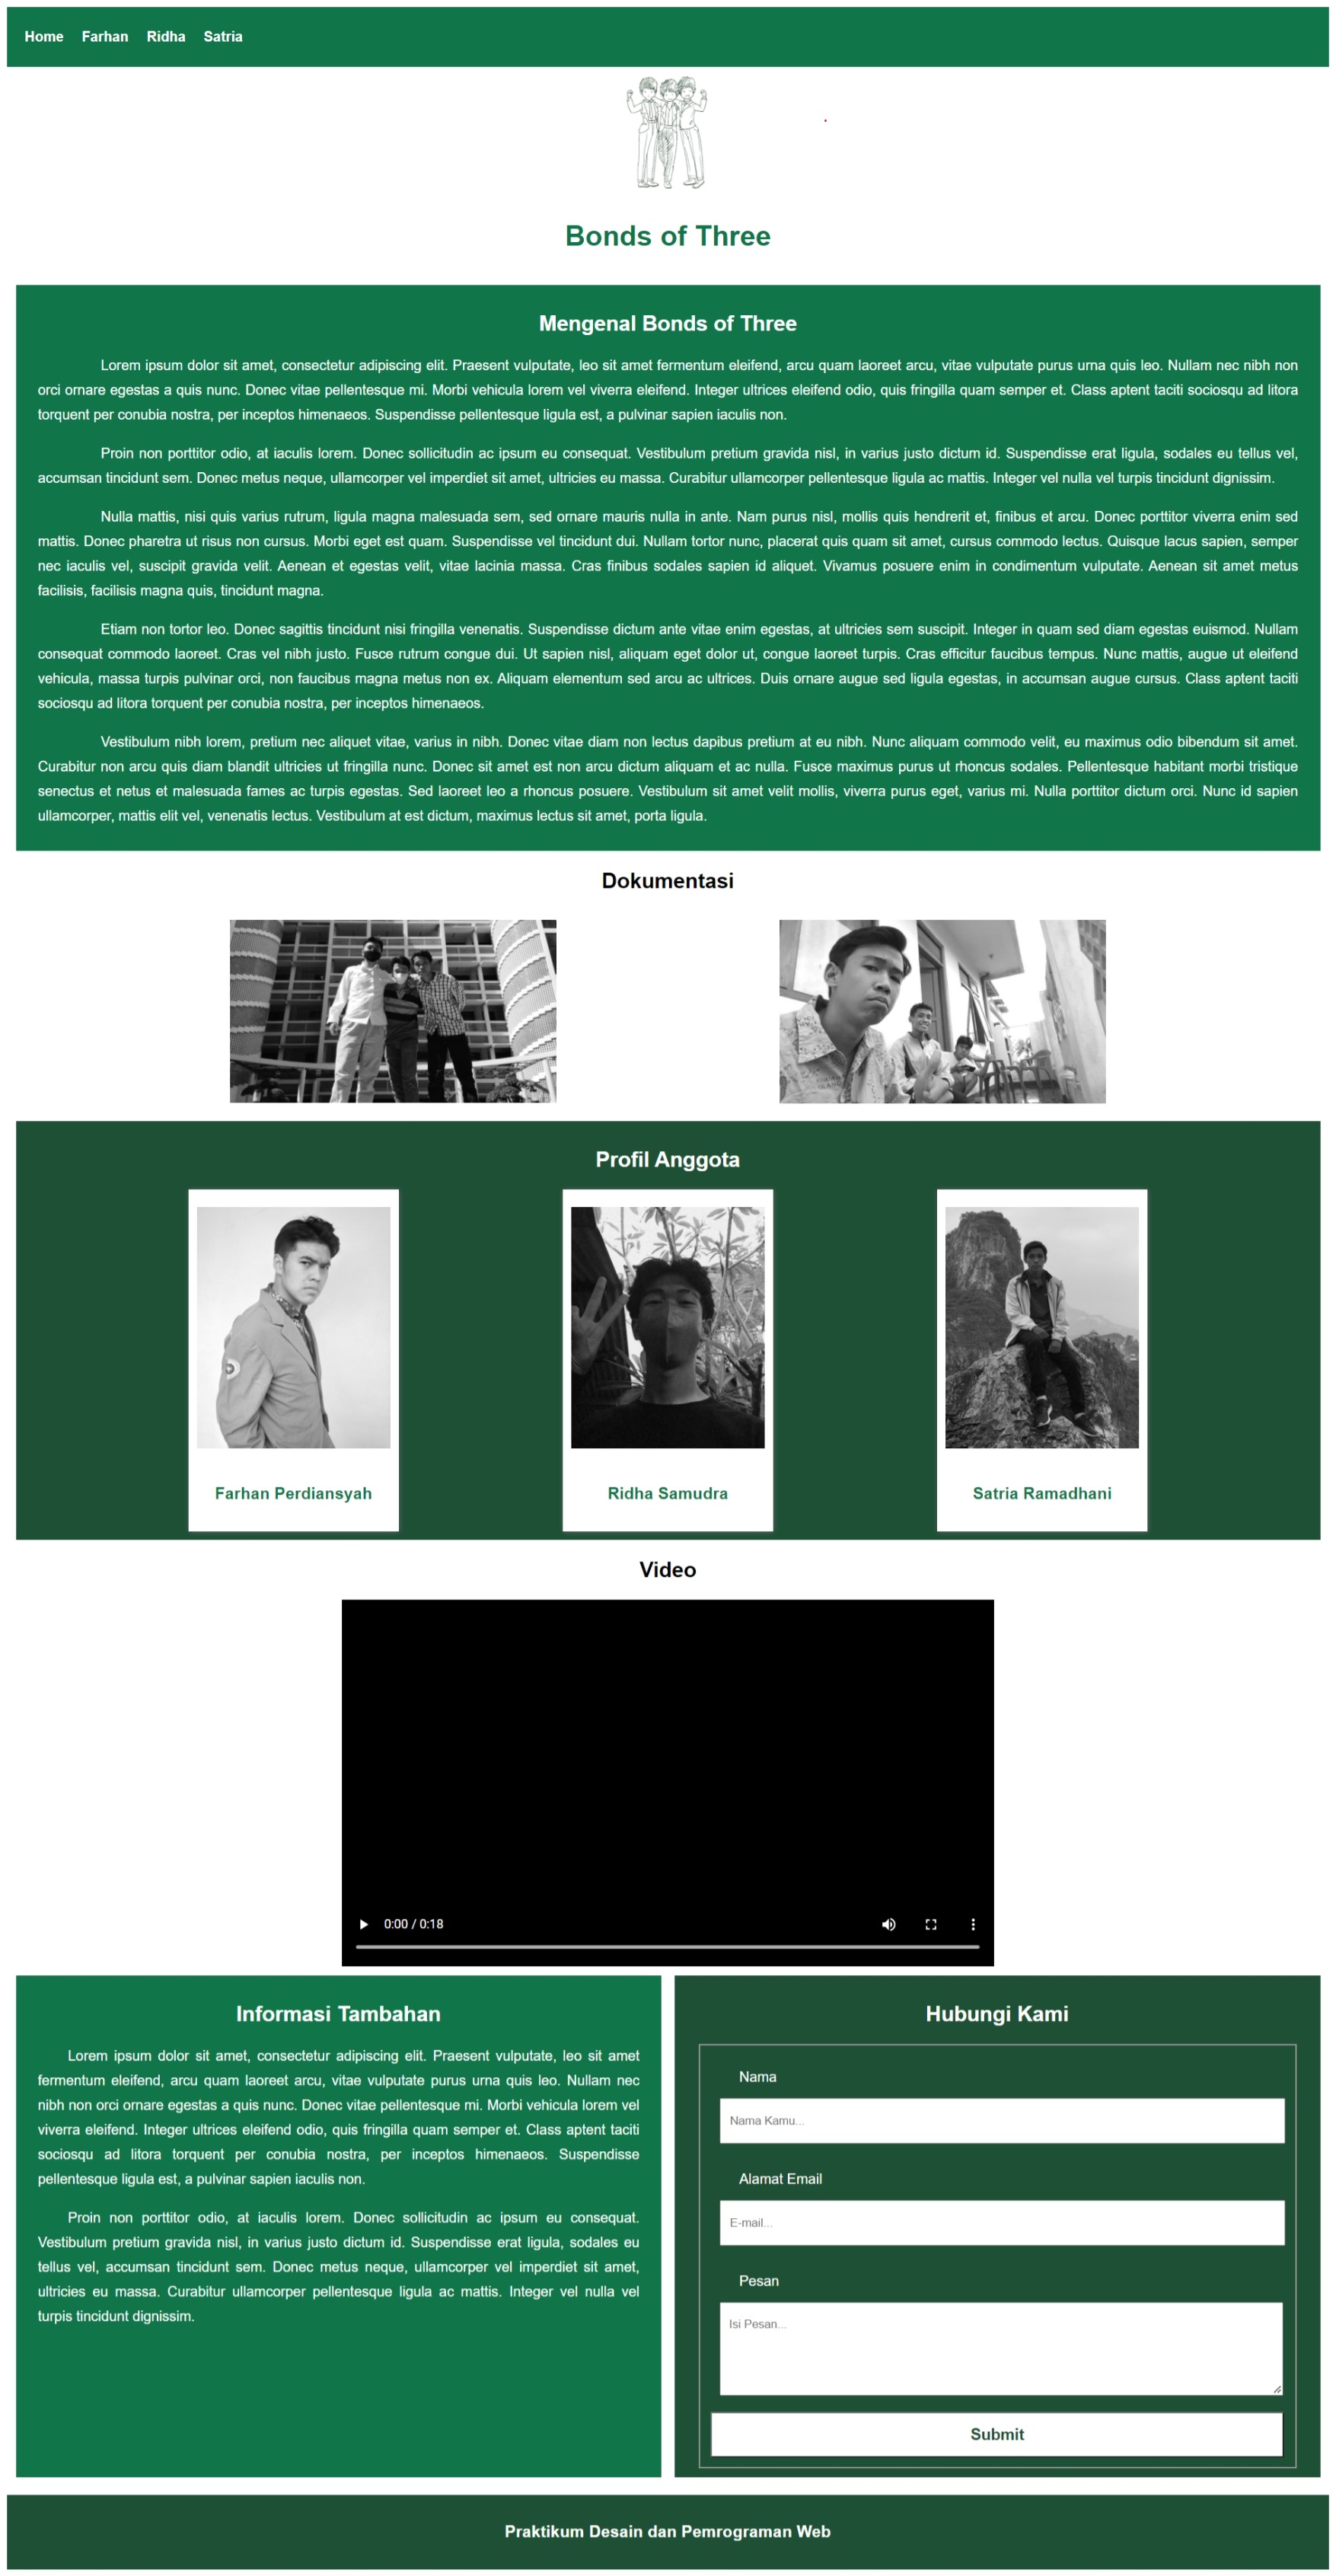 Home Farhan Ridha Satria
Bonds of Three
Mengenal Bonds of Three
Lorem ipsum dolor sit amet, consectetur adipiscing elit. Praesent vulputate, leo sit amet fermentum eleifend, arcu quam laoreet arcu, vitae vulputate purus urna quis leo. Nullam nec nibh non
orci ornare egestas a quis nunc. Donec vitae pellentesque mi. Morbi vehicula lorem vel viverra eleifend. Integer ultrices eleifend odio, quis fringilla quam semper et. Class aptent taciti sociosqu ad litora
torquent per conubia nostra, per inceptos himenaeos. Suspendisse pellentesque ligula est, a pulvinar sapien iaculis non.
Proin non porttitor odio, at iaculis lorem. Donec sollicitudin ac ipsum eu consequat. Vestibulum pretium gravida nisl, in varius justo dictum id. Suspendisse erat ligula, sodales eu tellus vel,
accumsan tincidunt sem. Donec metus neque, ullamcorper vel imperdiet sit amet, ultricies eu massa. Curabitur ullamcorper pellentesque ligula ac mattis. Integer vel nulla vel turpis tincidunt dignissim.
Nulla mattis, nisi quis varius rutrum, ligula magna malesuada sem, sed ornare mauris nulla in ante. Nam purus nisl, mollis quis hendrerit et, finibus et arcu. Donec porttitor viverra enim sed
mattis. Donec pharetra ut risus non cursus. Morbi eget est quam. Suspendisse vel tincidunt dui. Nullam tortor nunc, placerat quis quam sit amet, cursus commodo lectus. Quisque lacus sapien, semper
nec iaculis vel, suscipit gravida velit. Aenean et egestas velit, vitae lacinia massa. Cras finibus sodales sapien id aliquet. Vivamus posuere enim in condimentum vulputate. Aenean sit amet metus
facilisis, facilisis magna quis, tincidunt magna.
Etiam non tortor leo. Donec sagittis tincidunt nisi fringilla venenatis. Suspendisse dictum ante vitae enim egestas, at ultricies sem suscipit. Integer in quam sed diam egestas euismod. Nullam
consequat commodo laoreet. Cras vel nibh justo. Fusce rutrum congue dui. Ut sapien nisl, aliquam eget dolor ut, congue laoreet turpis. Cras efficitur faucibus tempus. Nunc mattis, augue ut eleifend
vehicula, massa turpis pulvinar orci, non faucibus magna metus non ex. Aliquam elementum sed arcu ac ultrices. Duis ornare augue sed ligula egestas, in accumsan augue cursus. Class aptent taciti
sociosqu ad litora torquent per conubia nostra, per inceptos himenaeos.
Vestibulum nibh lorem, pretium nec aliquet vitae, varius in nibh. Donec vitae diam non lectus dapibus pretium at eu nibh. Nunc aliquam commodo velit, eu maximus odio bibendum sit amet.
Curabitur non arcu quis diam blandit ultricies ut fringilla nunc. Donec sit amet est non arcu dictum aliquam et ac nulla. Fusce maximus purus ut rhoncus sodales. Pellentesque habitant morbi tristique
senectus et netus et malesuada fames ac turpis egestas. Sed laoreet leo a rhoncus posuere. Vestibulum sit amet velit mollis, viverra purus eget, varius mi. Nulla porttitor dictum orci. Nunc id sapien
ullamcorper, mattis elit vel, venenatis lectus. Vestibulum at est dictum, maximus lectus sit amet, porta ligula.
Dokumentasi
Profil Anggota
Farhan Perdiansyah
Ridha Samudra
Satria Ramadhani
Video
0:00 / 0:18
Informasi Tambahan
Lorem ipsum dolor sit amet, consectetur adipiscing elit. Praesent vulputate, leo sit amet
fermentum eleifend, arcu quam laoreet arcu, vitae vulputate purus urna quis leo. Nullam nec
nibh non orci ornare egestas a quis nunc. Donec vitae pellentesque mi. Morbi vehicula lorem vel
viverra eleifend. Integer ultrices eleifend odio, quis fringilla quam semper et. Class aptent taciti
sociosqu ad litora torquent per conubia nostra, per inceptos himenaeos. Suspendisse
pellentesque ligula est, a pulvinar sapien iaculis non.
Proin non porttitor odio, at iaculis lorem. Donec sollicitudin ac ipsum eu consequat.
Vestibulum pretium gravida nisl, in varius justo dictum id. Suspendisse erat ligula, sodales eu
tellus vel, accumsan tincidunt sem. Donec metus neque, ullamcorper vel imperdiet sit amet,
ultricies eu massa. Curabitur ullamcorper pellentesque ligula ac mattis. Integer vel nulla vel
turpis tincidunt dignissim.
Hubungi Kami
Nama
Nama Kamu...
Alamat Email
E-mail...
Pesan
Isi Pesan...
Submit
Praktikum Desain dan Pemrograman Web